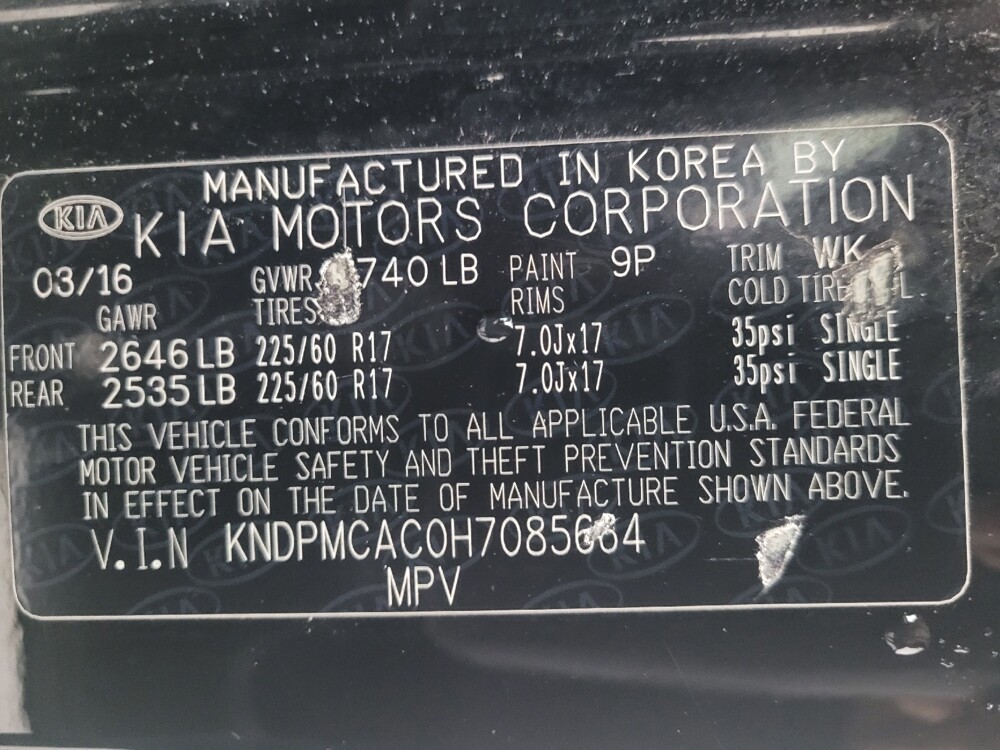 MANUFACTURED IN KOREA BY
KIA KIA MOTORS CORPORATION
03/16 GVWR 740 LB PAINT 9P TRIM WK
GAWR TIRES RIMS COLD
FRONT 2646 LB 225/60 R17 7.0Jx17 35psi SINGLE
REAR 2535 LB 225/60 R17 7.0Jx17 35psi SINGLE
THIS VEHICLE CONFORMS TO ALL APPLICABLE U.S.A. FEDERAL
MOTOR VEHICLE SAFETY AND THEFT PREVENTION STANDARDS
IN EFFECT ON THE DATE OF MANUFACTURE SHOWN ABOVE.
V.I.N
MPV